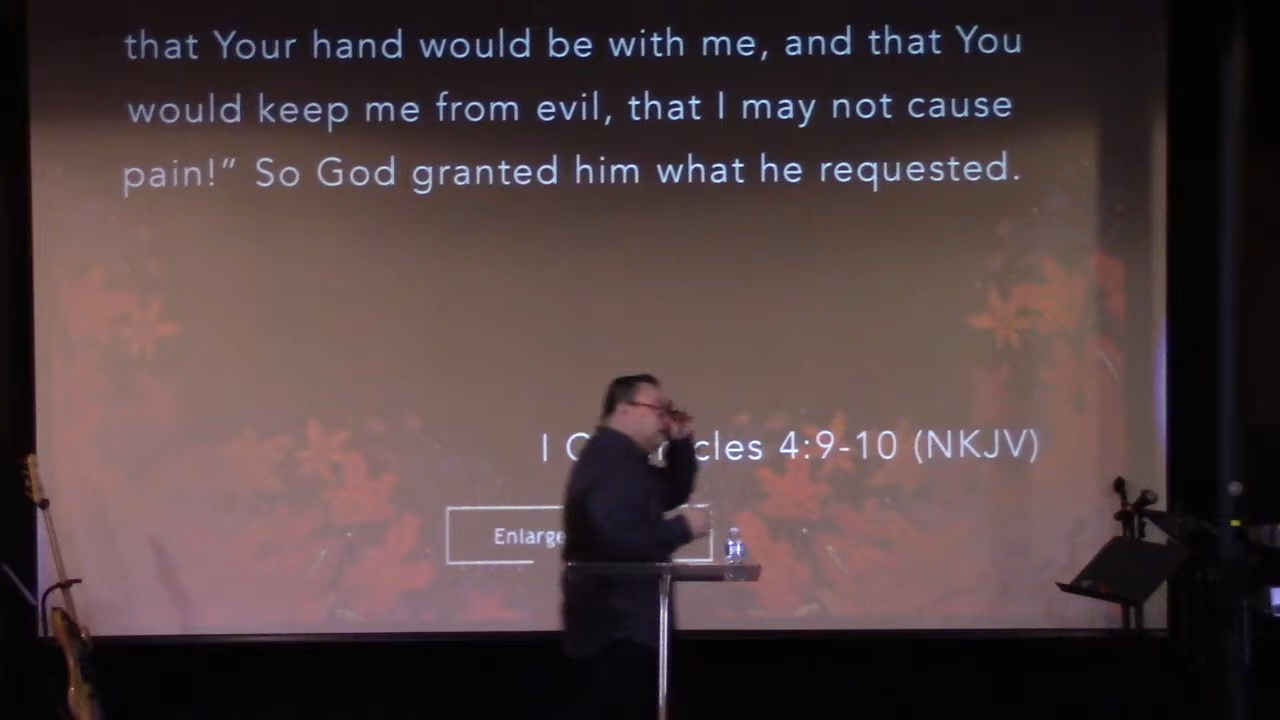 that Your hand would be with me, and that You
would keep me from evil, that I may not cause
pain!” So God granted him what he requested.
I cles 4:9-10 (NKJV)
Enlarge